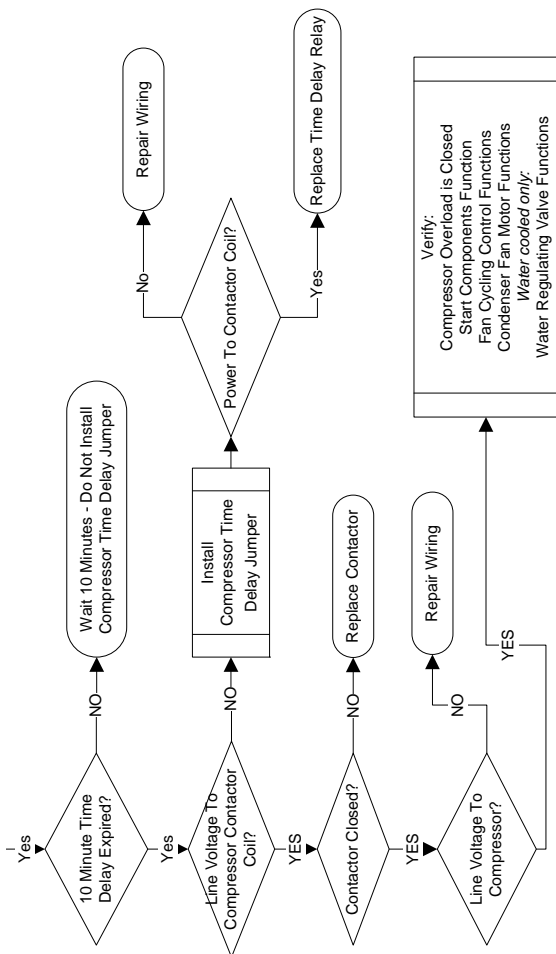 Yes
10 Minute Time
Delay Expired?
NO
Wait 10 Minutes - Do Not Install
Compressor Time Delay Jumper
Yes
Line Voltage To
Compressor Contactor
Coil?
NO
Install
Compressor Time
Delay Jumper
Power To Contactor Coil?
No
Repair Wiring
Yes
Replace Time Delay Relay
YES
Contactor Closed?
NO
Replace Contactor
YES
Line Voltage To
Compressor?
NO
Repair Wiring
YES
Verify:
Compressor Overload is Closed
Start Components Function
Fan Cycling Control Functions
Condenser Fan Motor Functions
Water cooled only:
Water Regulating Valve Functions